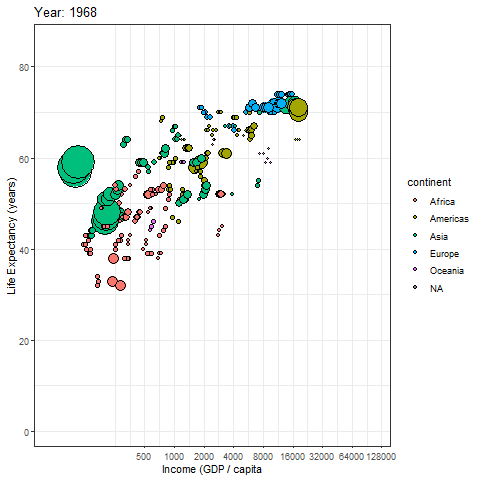 Year: 1968
80
60
40
20
0
Life Expectancy (years)
500 1000 2000 4000 8000 16000 32000 64000 128000
Income (GDP / capita
continent
Africa
Americas
Asia
Europe
Oceania
NA